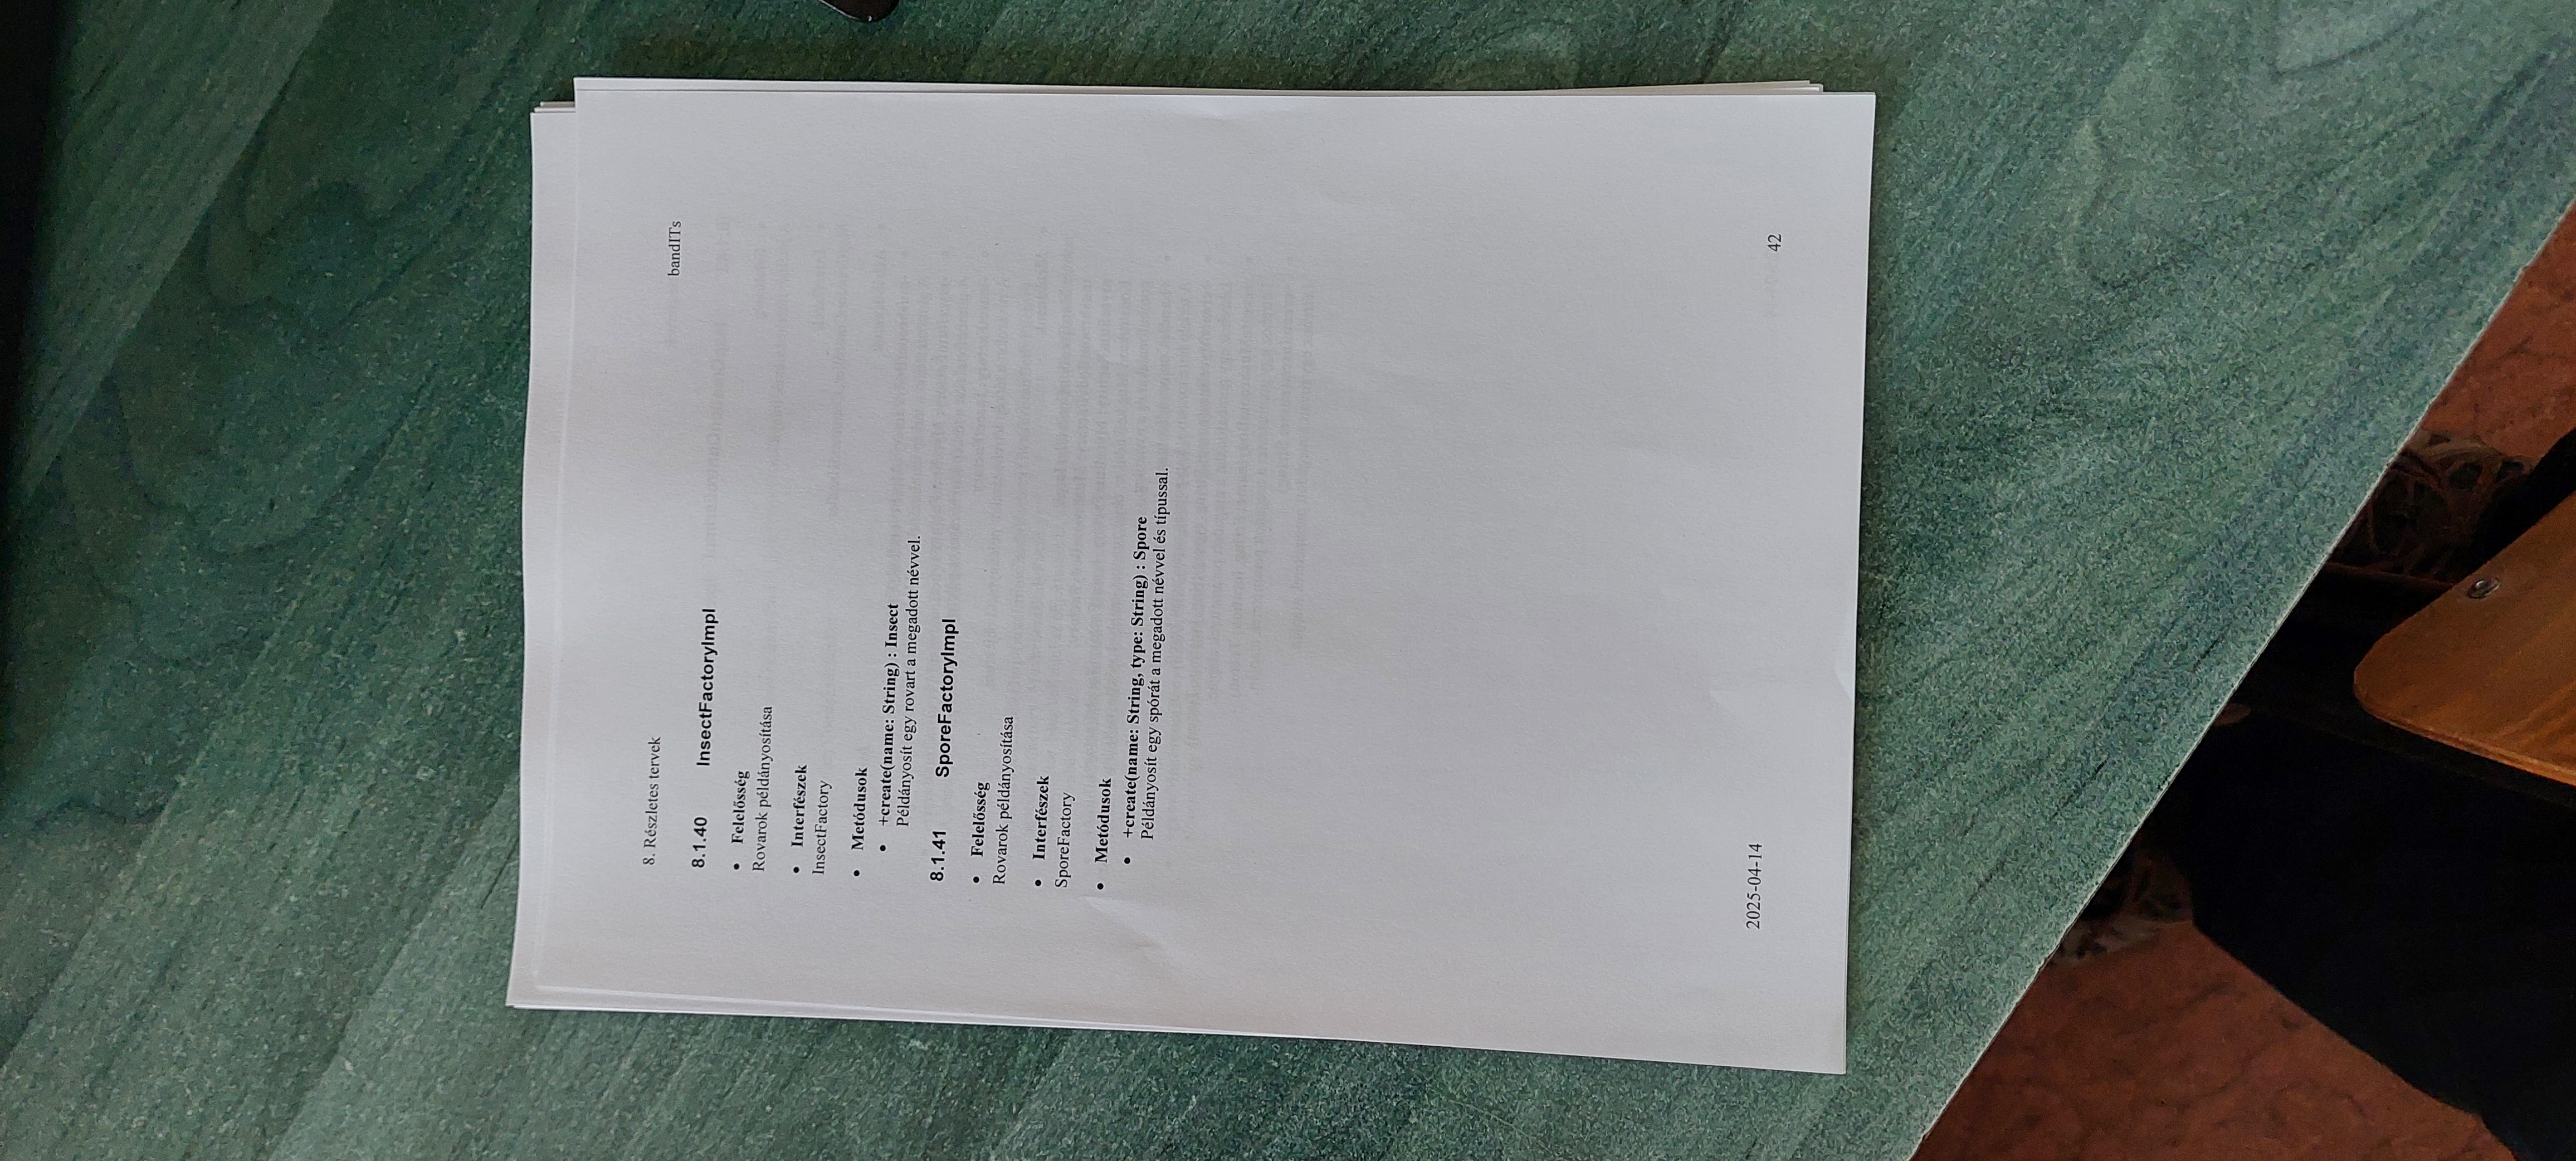 8. Részletes tervek
bandITs
8.1.40 InsectFactoryImpl
• Felelősség
Rovarok példányosítása
• Interfészek
InsectFactory
• Metódusok
• +create(name: String) : Insect
Példányosít egy rovart a megadott névvel.
8.1.41 SporeFactoryImpl
• Felelősség
Rovarok példányosítása
• Interfészek
SporeFactory
• Metódusok
• +create(name: String, type: String) : Spore
Példányosít egy spórát a megadott névvel és típussal.
2025-04-14
42